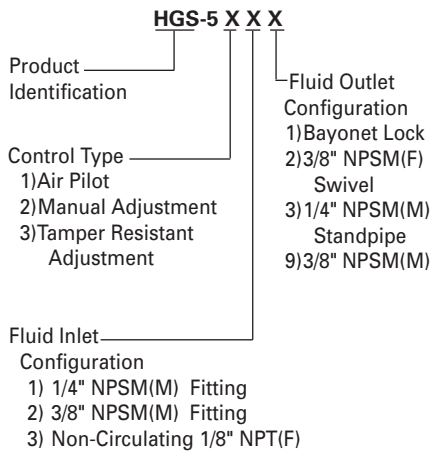 HGS-5 X X X
Product
Identification
Control Type
1)Air Pilot
2)Manual Adjustment
3)Tamper Resistant
Adjustment
Fluid Inlet
Configuration
1) 1/4" NPSM(M) Fitting
2) 3/8" NPSM(M) Fitting
3) Non-Circulating 1/8" NPT(F)
Fluid Outlet
Configuration
1)Bayonet Lock
2)3/8" NPSM(F)
Swivel
3)1/4" NPSM(M)
Standpipe
9)3/8" NPSM(M)